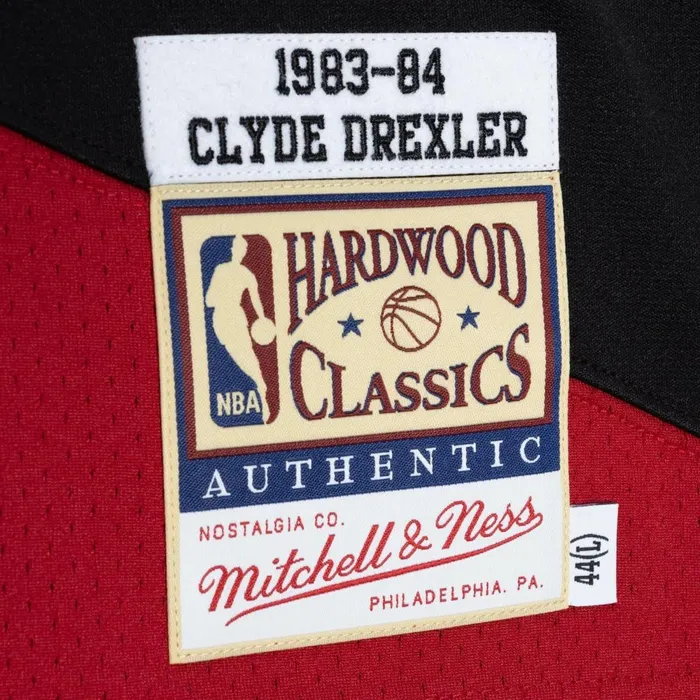 1983-84
CLYDE DREXLER
HARDWOOD
CLASSICS
NBA
AUTHENTIC
NOSTALGIA CO.
Mitchell & Ness
PHILADELPHIA. PA.
44(L)